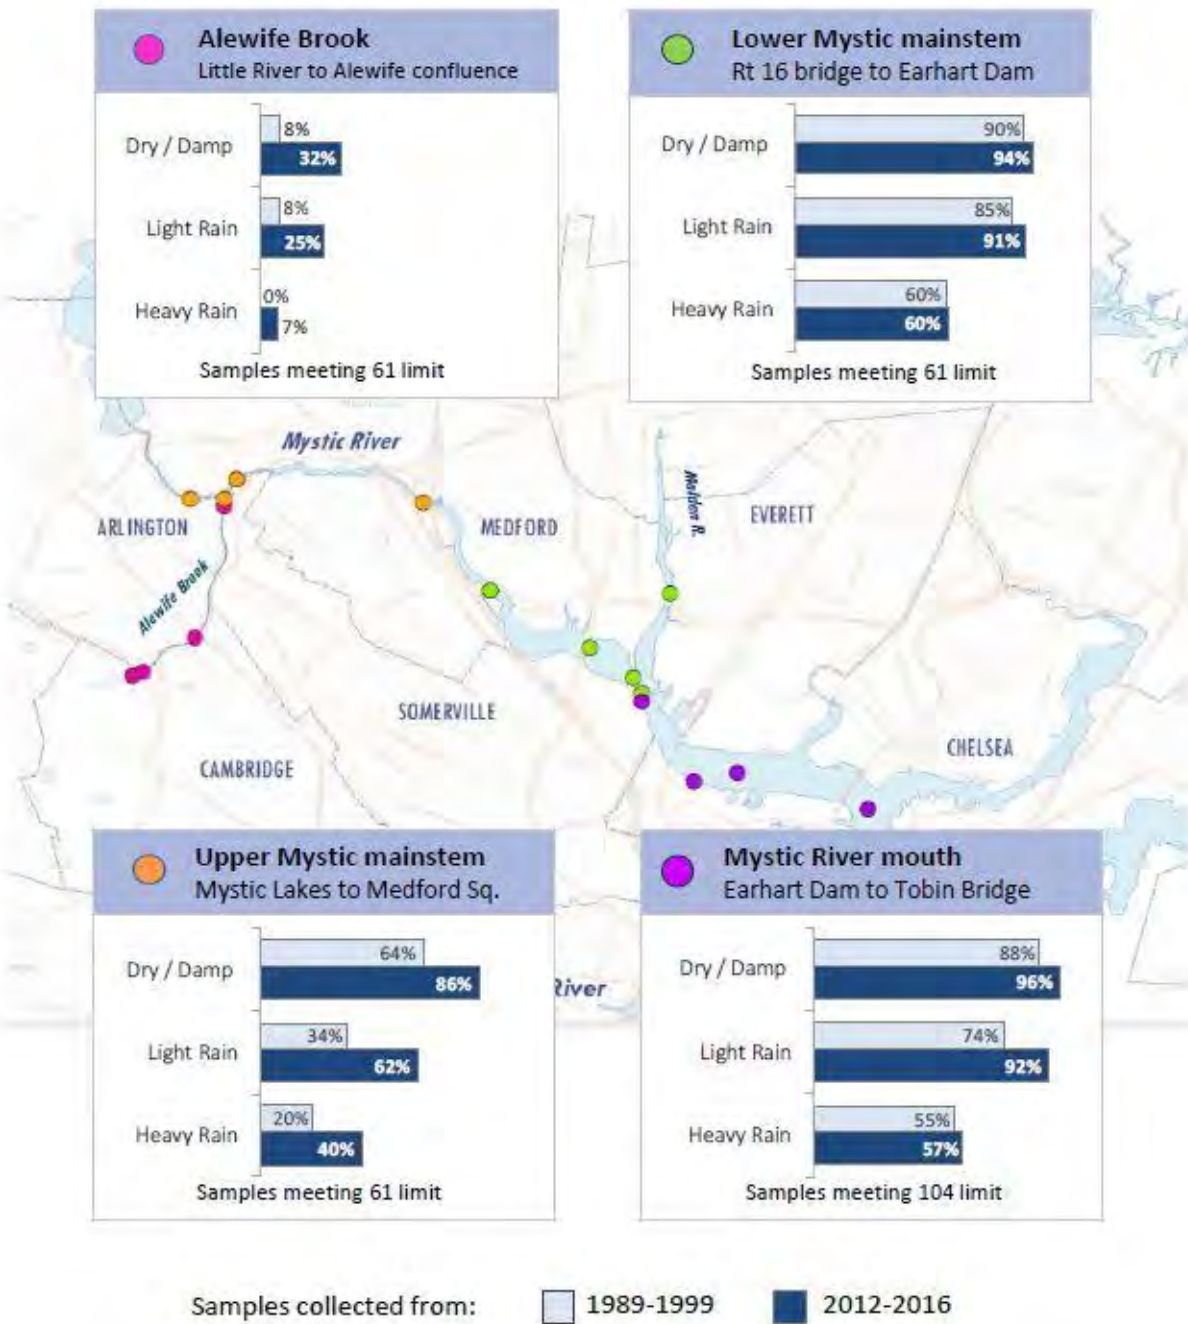 Alewife Brook
Little River to Alewife confluence
Dry / Damp
8%
32%
Light Rain
8%
25%
Heavy Rain
0%
7%
Samples meeting 61 limit
Lower Mystic mainstem
Rt 16 bridge to Earhart Dam
Dry / Damp
90%
94%
Light Rain
85%
91%
Heavy Rain
60%
60%
Samples meeting 61 limit
Mystic River
Malden R.
ARLINGTON
MEDFORD
EVERETT
Alewife Brook
SOMERVILLE
CAMBRIDGE
CHELSEA
Upper Mystic mainstem
Mystic Lakes to Medford Sq.
Dry / Damp
64%
86%
Light Rain
34%
62%
Heavy Rain
20%
40%
Samples meeting 61 limit
River
Mystic River mouth
Earhart Dam to Tobin Bridge
Dry / Damp
88%
96%
Light Rain
74%
92%
Heavy Rain
55%
57%
Samples meeting 104 limit
Samples collected from:
1989-1999
2012-2016